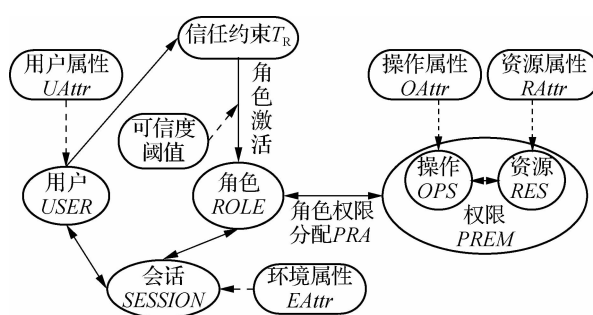 信任约束TR
用户属性
UAttr
操作属性
OAttr
资源属性
RAttr
角色激活
可信度
阈值
用户
USER
角色
ROLE
操作
OPS
资源
RES
角色权限
分配PRA
权限
PREM
会话
SESSION
环境属性
EAttr